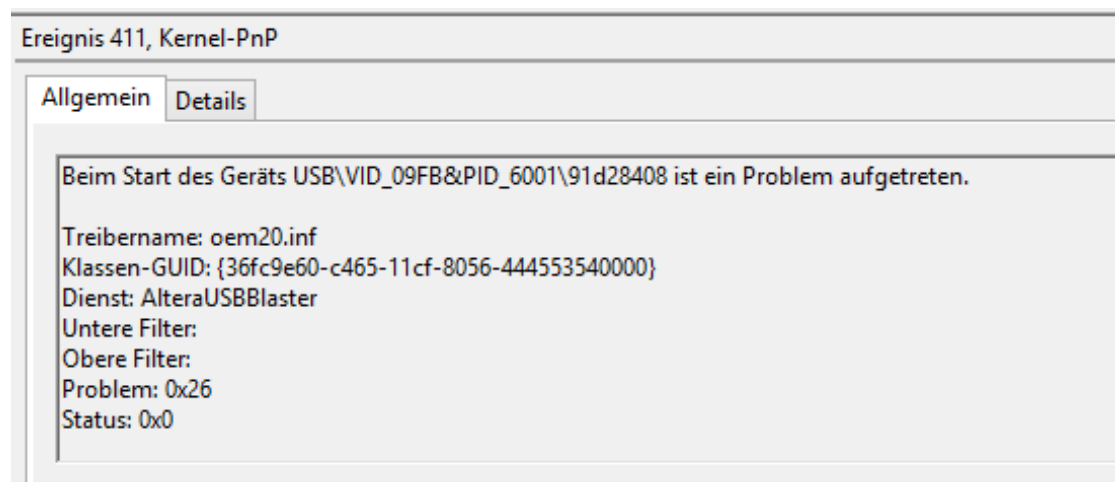 Ereignis 411, Kernel-PnP
Allgemein Details
Beim Start des Geräts USB\VID_09FB&PID_6001\91d28408 ist ein Problem aufgetreten.
Treibername: oem20.inf
Klassen-GUID: {36fc9e60-c465-11cf-8056-444553540000}
Dienst: AlteraUSBBlaster
Untere Filter:
Obere Filter:
Problem: 0x26
Status: 0x0